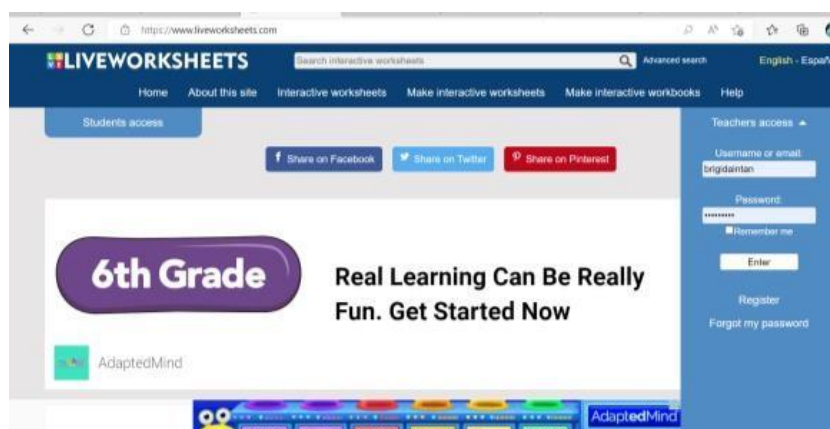 https://www.liveworksheets.com
LIVEWORKSHEETS
Search interactive worksheets
Advanced search
English - Españ
Home About this site Interactive worksheets Make interactive worksheets Make interactive workbooks Help
Students access
Teachers access
Share on Facebook
Share on Twitter
Share on Pinterest
Username or email:
brigidaintan
Password:
Remember me
Enter
Register
Forgot my password
6th Grade
Real Learning Can Be Really
Fun. Get Started Now
AdaptedMind
AdaptedMind